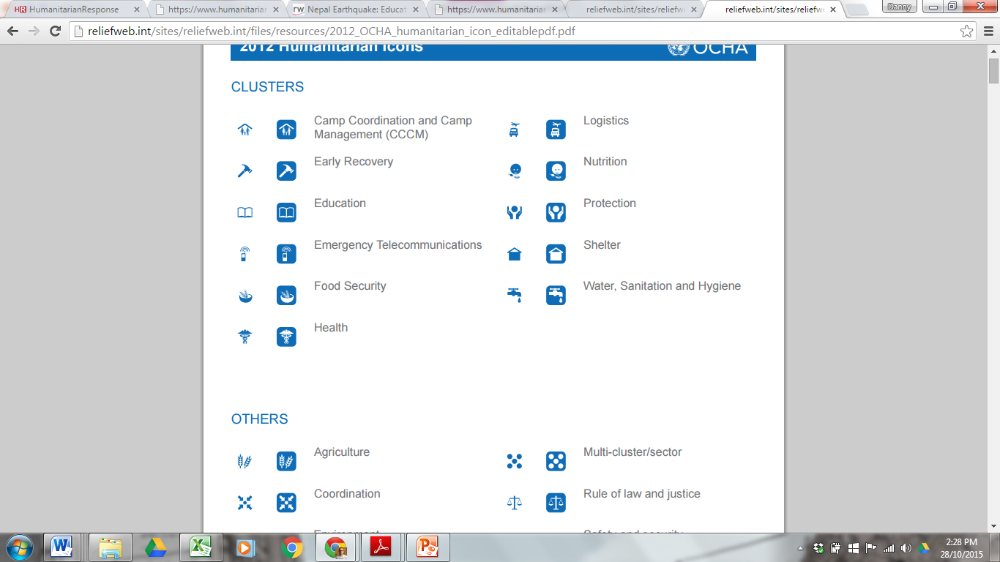 HR HumanitarianResponse
https://www.humanitarian
rw Nepal Earthquake: Educat
https://www.humanitarian
reliefweb.int/sites/reliefw
reliefweb.int/sites/reliefw
Danny
reliefweb.int/sites/reliefweb.int/files/resources/2012_OCHA_humanitarian_icon_editablepdf.pdf
2012 Humanitarian Icons
OCHA
CLUSTERS
Camp Coordination and Camp
Management (CCCM)
Early Recovery
Education
Emergency Telecommunications
Food Security
Health
Logistics
Nutrition
Protection
Shelter
Water, Sanitation and Hygiene
OTHERS
Agriculture
Coordination
Environment
Multi-cluster/sector
Rule of law and justice
Safety and security
2:28 PM
28/10/2015